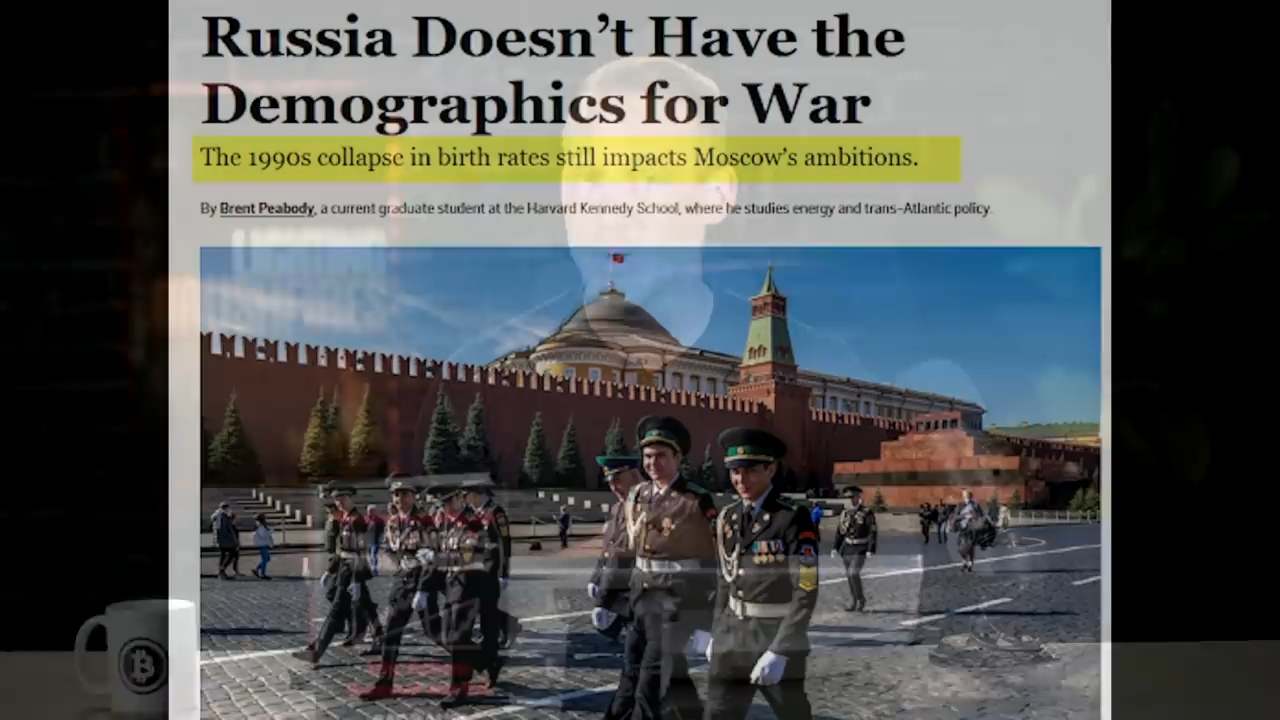 Russia Doesn’t Have the
Demographics for War
The 1990s collapse in birth rates still impacts Moscow’s ambitions.
By Brent Peabody, a current graduate student at the Harvard Kennedy School, where he studies energy and trans-Atlantic policy.